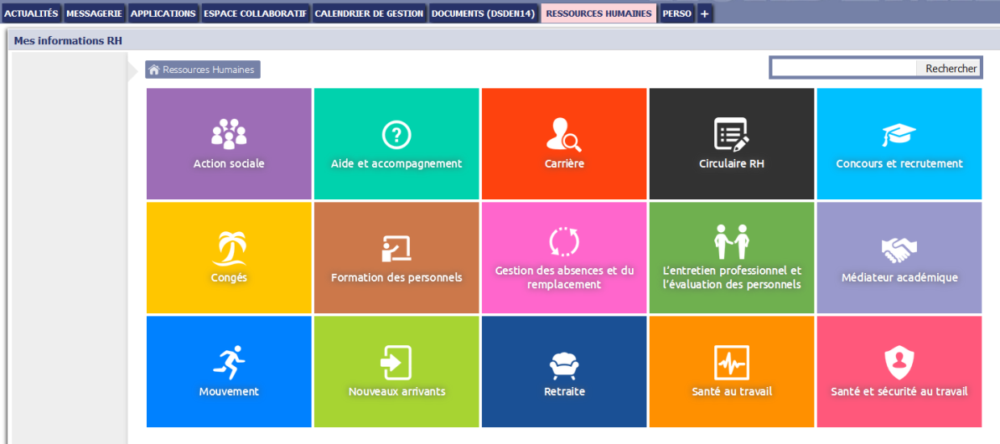 ACTUALITÉS MESSAGERIE APPLICATIONS ESPACE COLLABORATIF CALENDRIER DE GESTION DOCUMENTS (DSDEN14) RESSOURCES HUMAINES PERSO +
Mes informations RH
Ressources Humaines
Rechercher
Action sociale
Aide et accompagnement
Carrière
Circulaire RH
Concours et recrutement
Congés
Formation des personnels
Gestion des absences et du
remplacement
L'entretien professionnel et
l'évaluation des personnels
Médiateur académique
Mouvement
Nouveaux arrivants
Retraite
Santé au travail
Santé et sécurité au travail